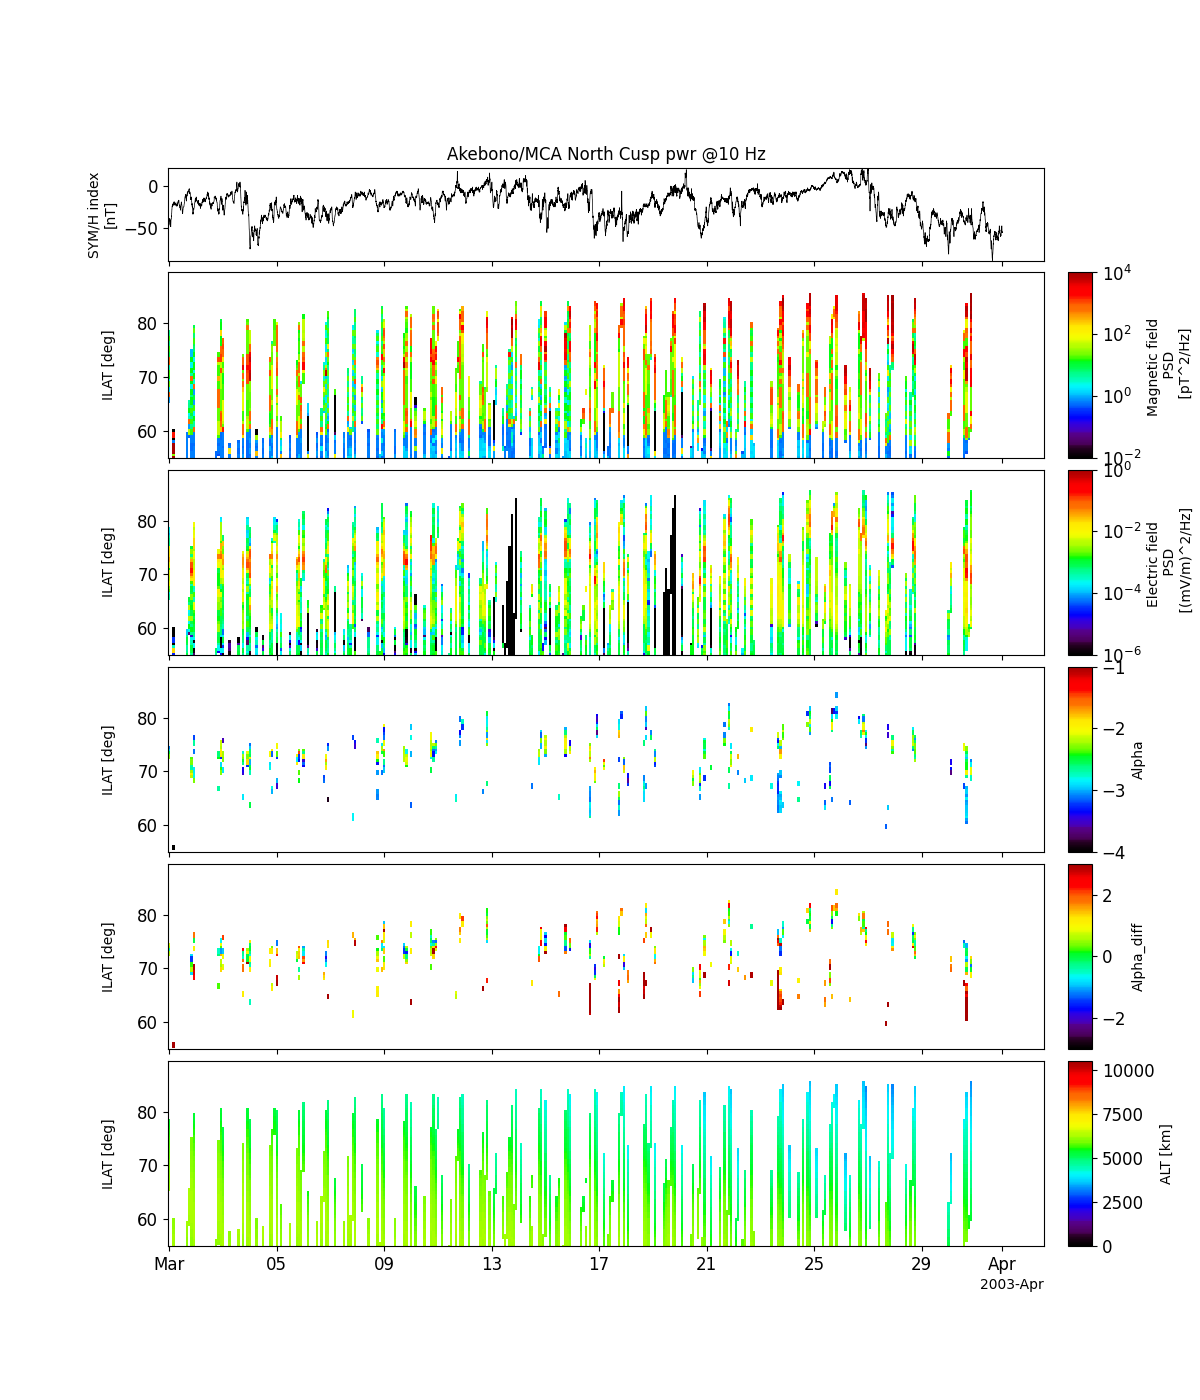 Akebono/MCA North Cusp pwr @10 Hz
SYM/H index
[nT]
0
−50
ILAT [deg]
80
70
60
10^4
10^2
10^0
10^−2
Magnetic field
PSD
[pT^2/Hz]
ILAT [deg]
80
70
60
10^0
10^−2
10^−4
10^−6
Electric field
PSD
[(mV/m)^2/Hz]
ILAT [deg]
80
70
60
−1
−2
−3
−4
Alpha
ILAT [deg]
80
70
60
2
0
−2
Alpha_diff
ILAT [deg]
80
70
60
10000
7500
5000
2500
0
ALT [km]
Mar 05 09 13 17 21 25 29 Apr
2003-Apr